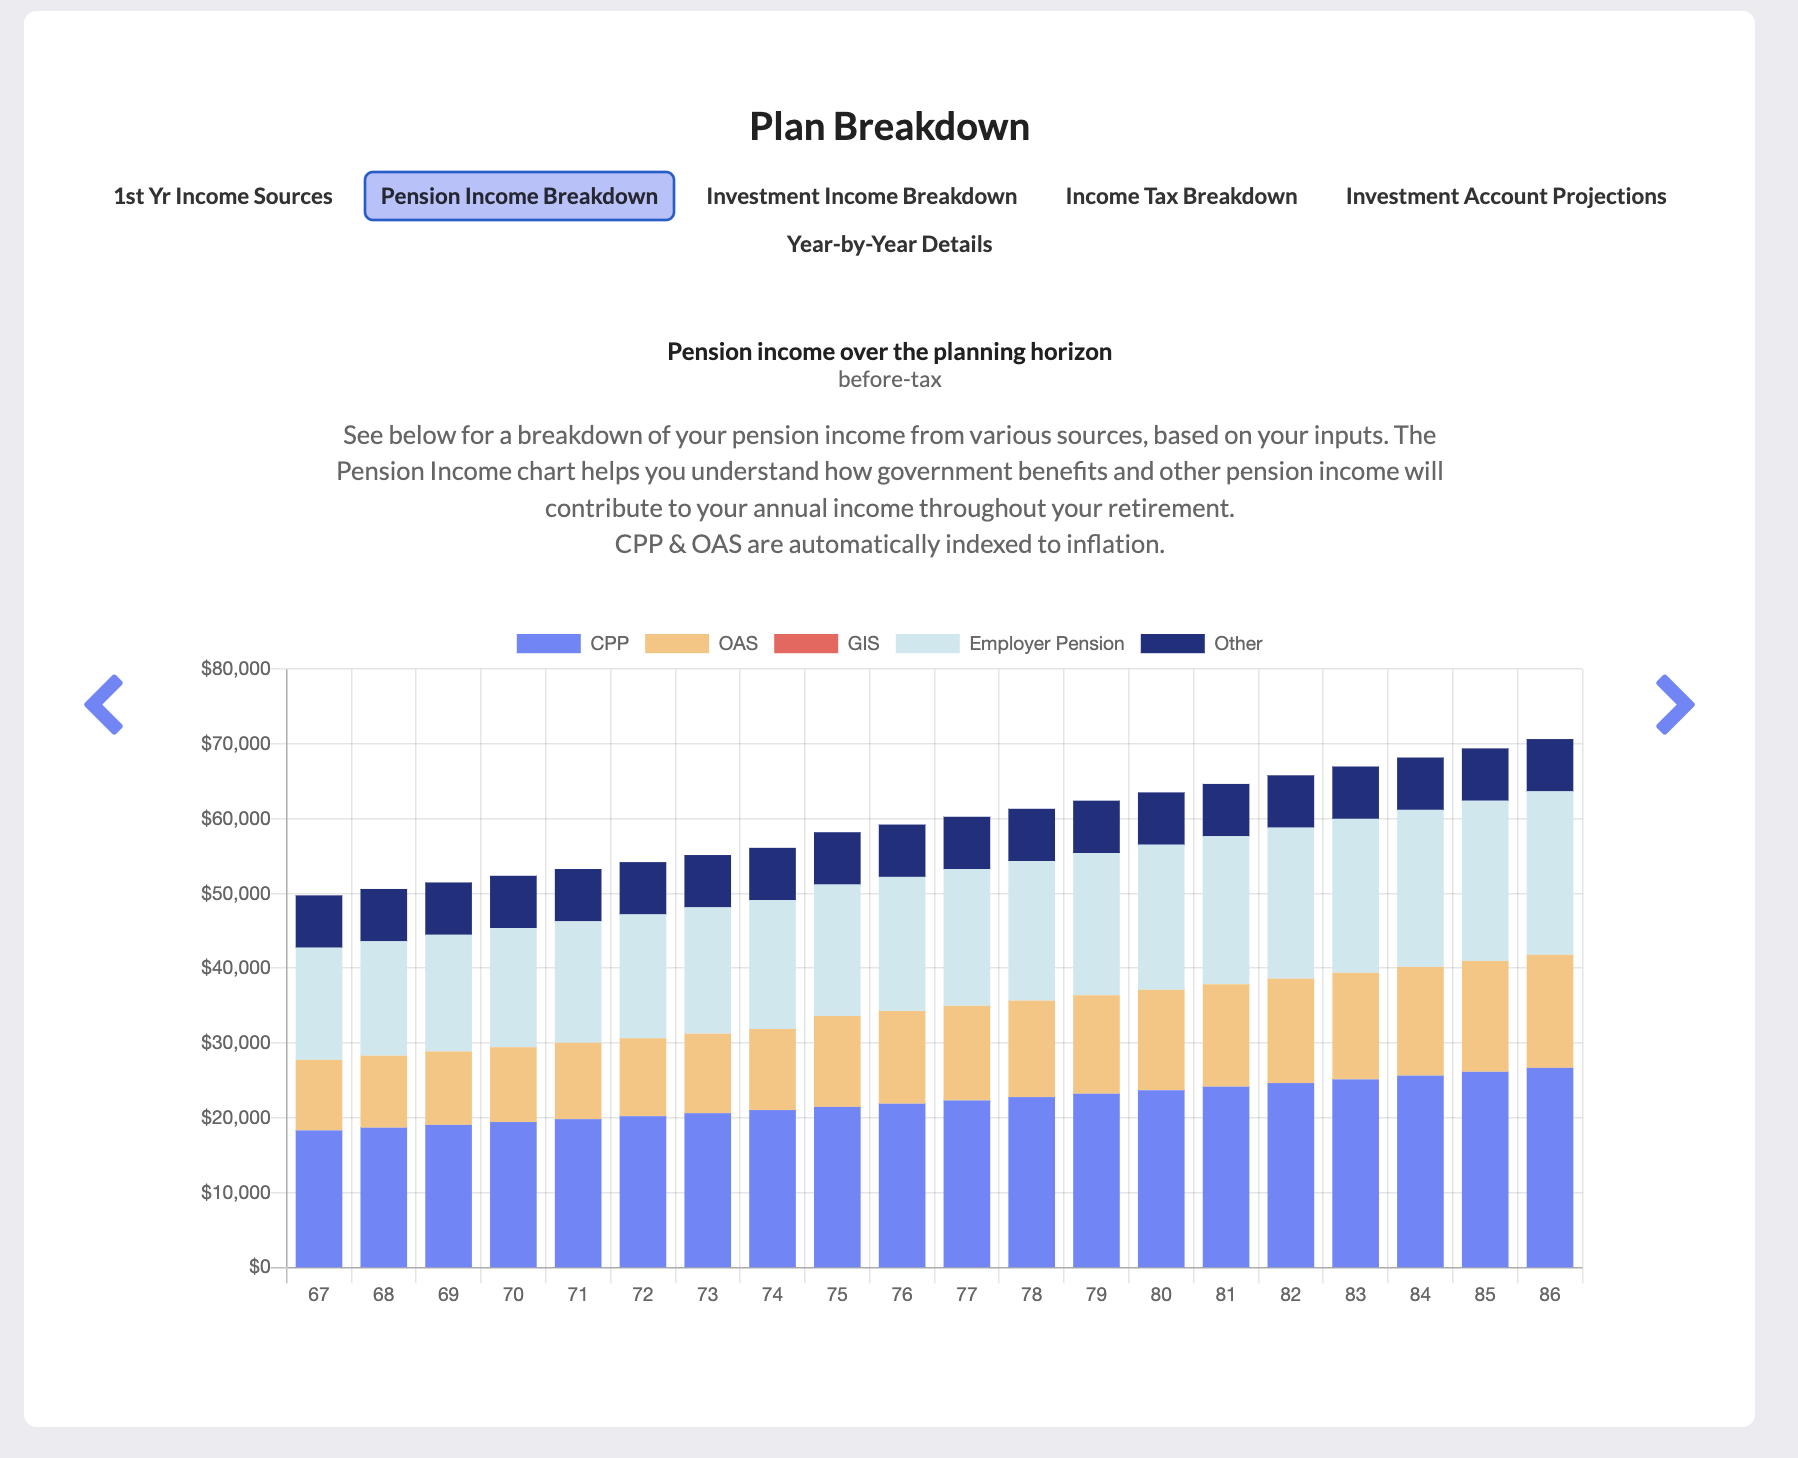 Plan Breakdown
1st Yr Income Sources
Pension Income Breakdown
Investment Income Breakdown
Income Tax Breakdown
Investment Account Projections
Year-by-Year Details
Pension income over the planning horizon
before-tax
See below for a breakdown of your pension income from various sources, based on your inputs. The
Pension Income chart helps you understand how government benefits and other pension income will
contribute to your annual income throughout your retirement.
CPP & OAS are automatically indexed to inflation.
CPP
OAS
GIS
Employer Pension
Other
$80,000
$70,000
$60,000
$50,000
$40,000
$30,000
$20,000
$10,000
$0
67 68 69 70 71 72 73 74 75 76 77 78 79 80 81 82 83 84 85 86